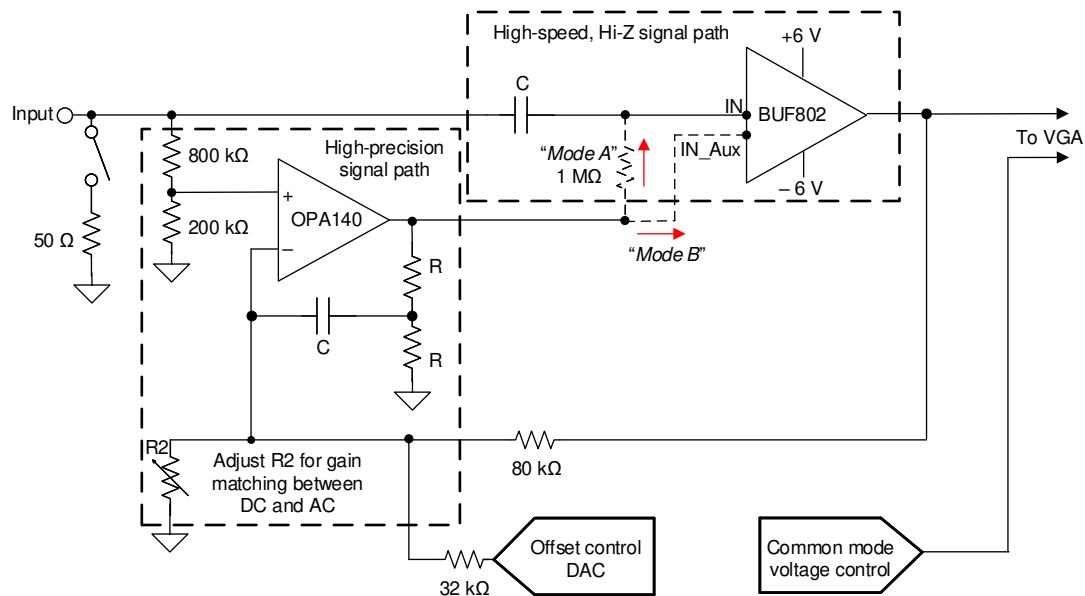 High-speed, Hi-Z signal path
+6 V
C
Input
IN
BUF802
IN_Aux
To VGA
800 kΩ
High-precision
signal path
"Mode A"
1 MΩ
– 6 V
+
OPA140
–
200 kΩ
50 Ω
"Mode B"
R
C
R
R2
Adjust R2 for gain
matching between
DC and AC
80 kΩ
Offset control
DAC
32 kΩ
Common mode
voltage control